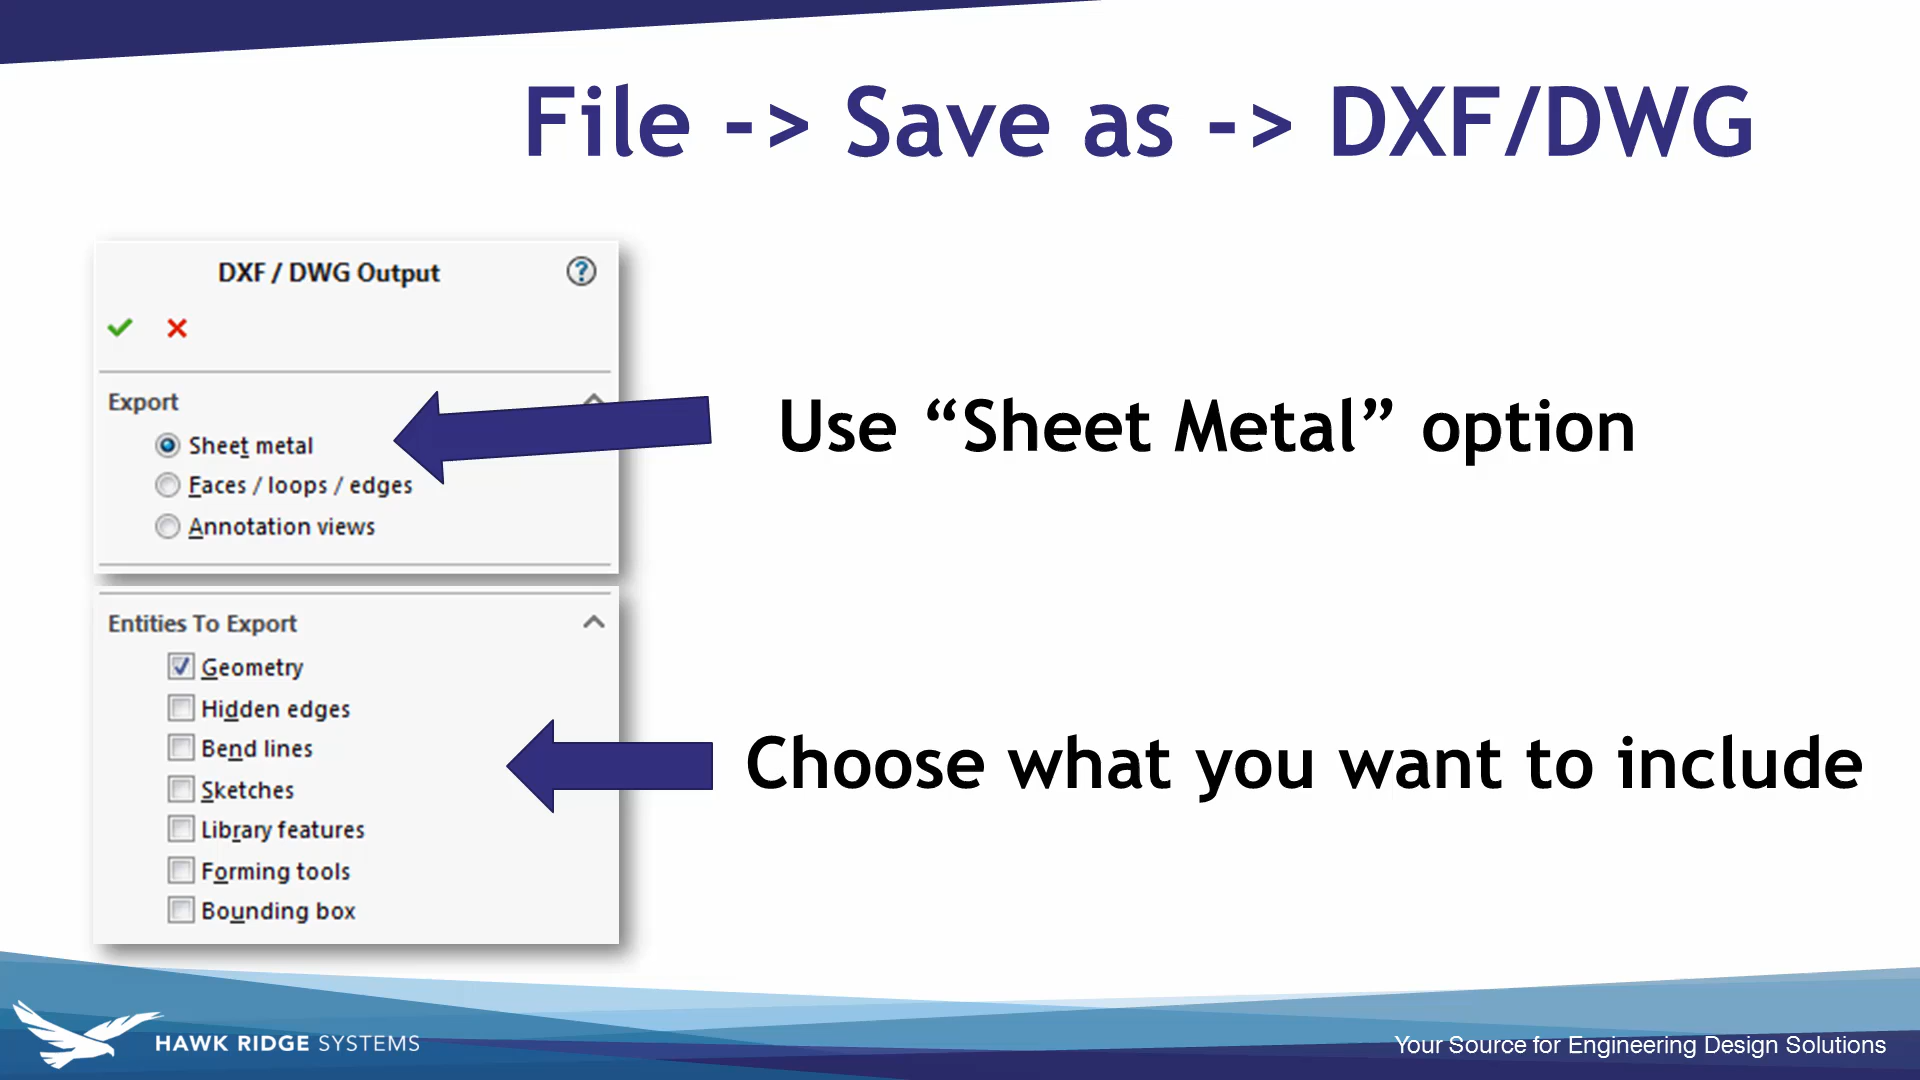 File -> Save as -> DXF/DWG
DXF / DWG Output
Export
Sheet metal
Faces / loops / edges
Annotation views
Use “Sheet Metal” option
Entities To Export
Geometry
Hidden edges
Bend lines
Sketches
Library features
Forming tools
Bounding box
Choose what you want to include
HAWK RIDGE SYSTEMS
Your Source for Engineering Design Solutions